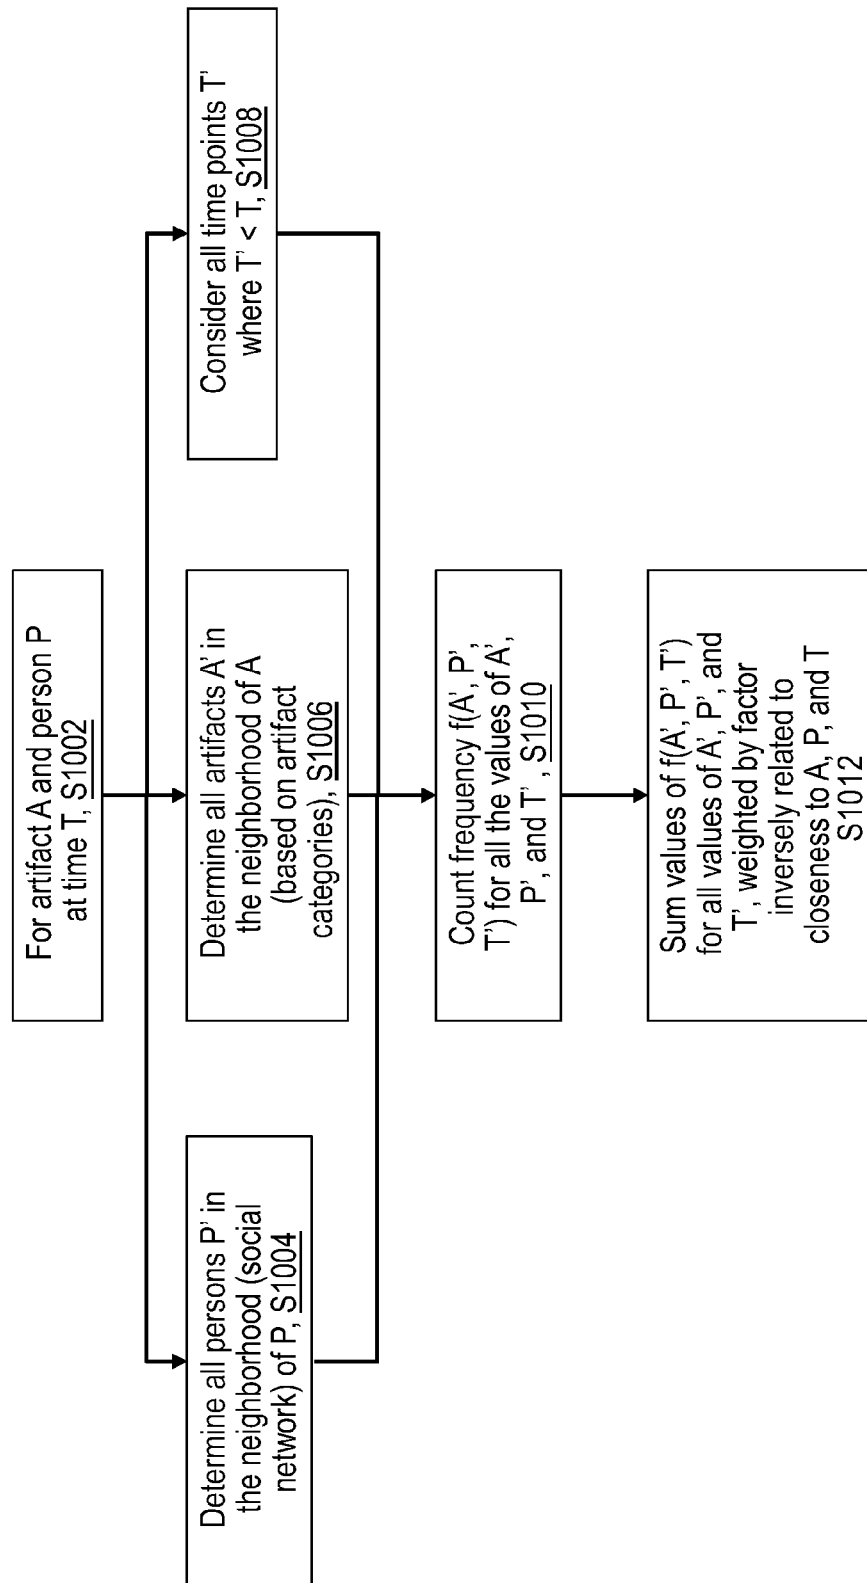 For artifact A and person P
at time T, S1002
Determine all persons P' in
the neighborhood (social
network) of P, S1004
Determine all artifacts A' in
the neighborhood of A
(based on artifact
categories), S1006
Consider all time points T'
where T' < T, S1008
Count frequency f(A', P',
T') for all the values of A',
P', and T' , S1010
Sum values of f(A', P', T')
for all values of A', P', and
T', weighted by factor
inversely related to
closeness to A, P, and T
S1012